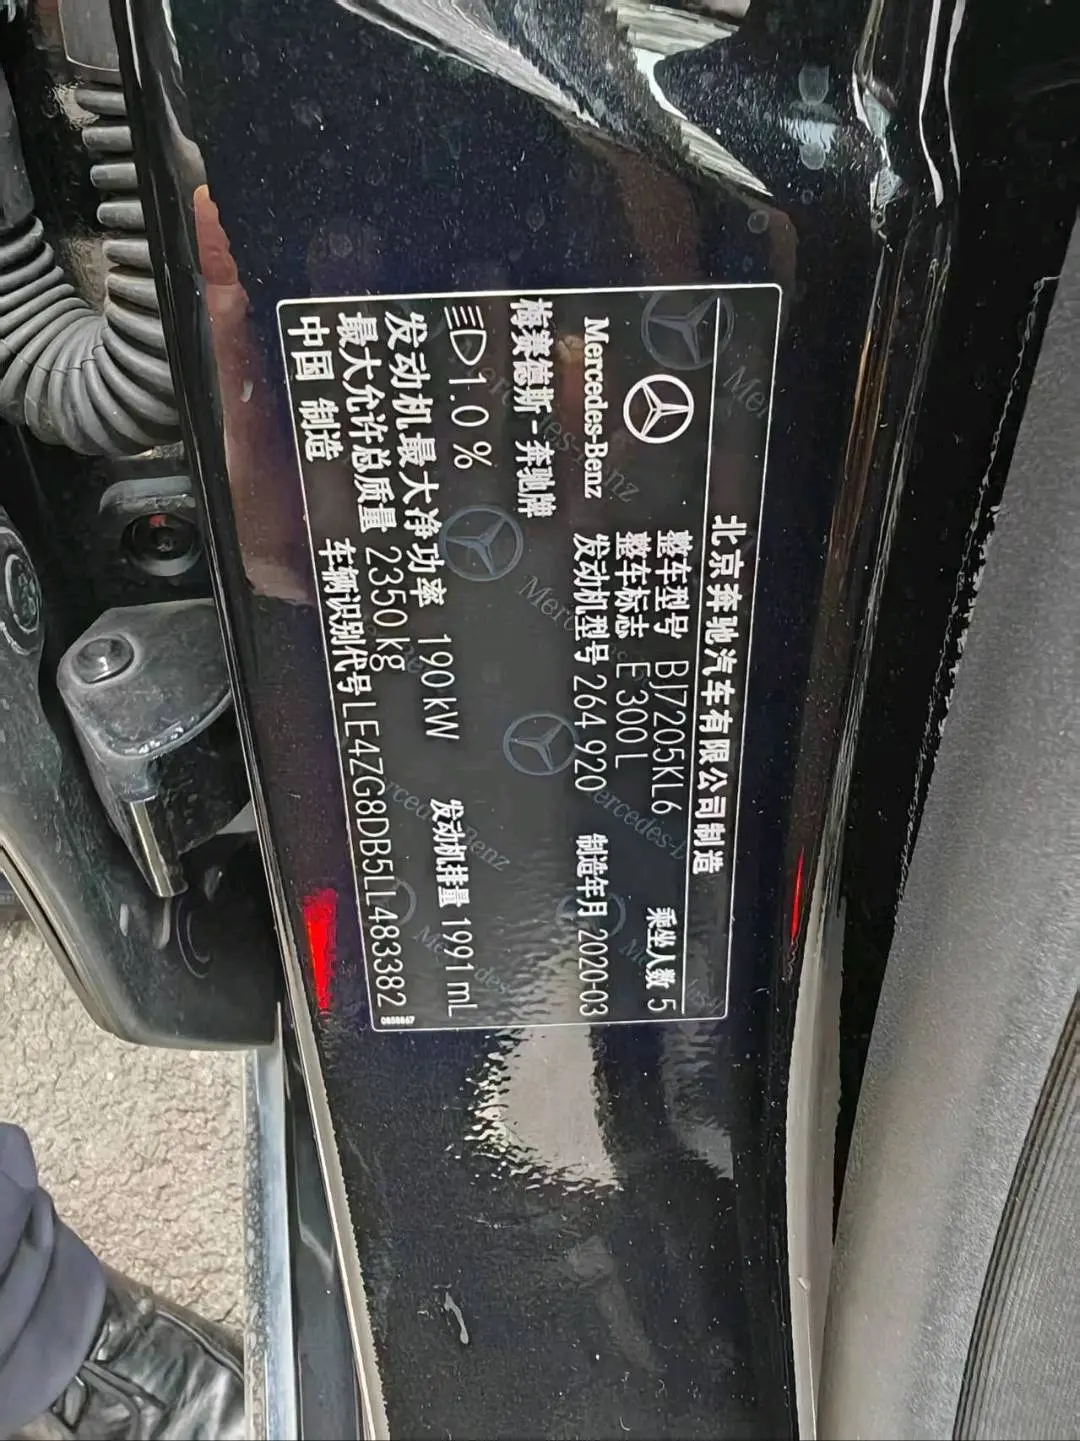 北京奔驰汽车有限公司制造
Mercedes-Benz
整车型号 BJ7205KL6 乘坐人数 5
整车标志 E 300 L
发动机型号 264 920 制造年月 2020-03
梅赛德斯-奔驰牌
1.0 %
发动机最大净功率 190 kW 发动机排量 1991 mL
最大允许总质量 2350 kg
中国 制造 车辆识别代号 LE4ZG8DB5LL483382
0858867